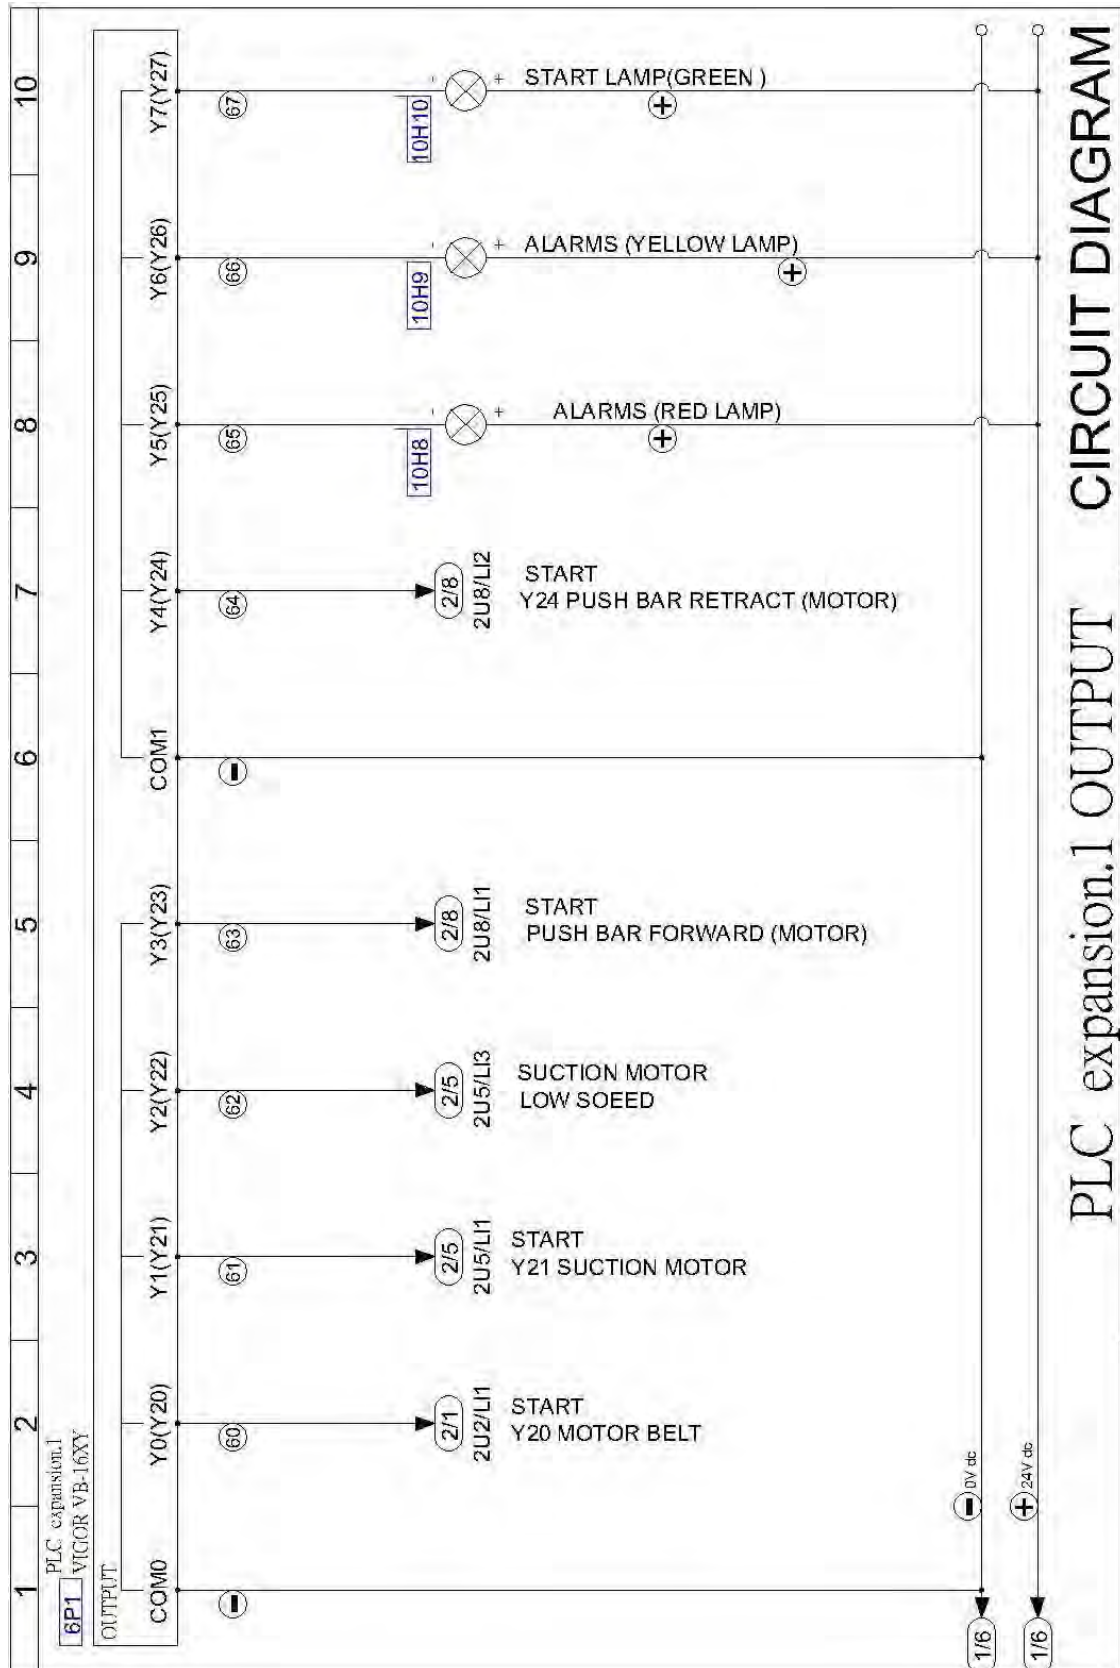 1 2 3 4 5 6 7 8 9 10
6P1
PLC expansion.1
VIGOR VB-16XY
OUTPUT
COM0 Y0(Y20) Y1(Y21) Y2(Y22) Y3(Y23) COM1 Y4(Y24) Y5(Y25) Y6(Y26) Y7(Y27)
60 61 62 63 64 65 66 67
2/1
2U2/LI1
START
Y20 MOTOR BELT
2/5
2U5/LI1
START
Y21 SUCTION MOTOR
2/5
2U5/LI3
SUCTION MOTOR
LOW SOEED
2/8
2U8/LI1
START
PUSH BAR FORWARD (MOTOR)
2/8
2U8/LI2
START
Y24 PUSH BAR RETRACT (MOTOR)
10H8
- +
ALARMS (RED LAMP)
10H9
- +
ALARMS (YELLOW LAMP)
10H10
- +
START LAMP(GREEN )
1/6
0V dc
1/6
24V dc
PLC expansion.1 OUTPUT CIRCUIT DIAGRAM